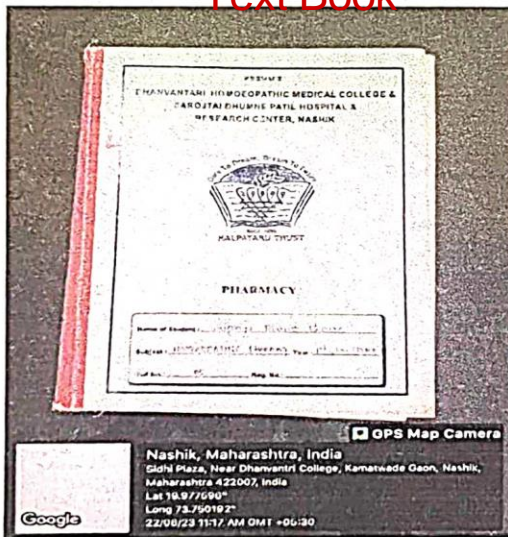 Text Book
DHANVANTARI HOMOEOPATHIC MEDICAL COLLEGE &
SAROJTAI DHUMNE PATIL HOSPITAL &
RESEARCH CENTER, NASHIK
KALPATARU TRUST
PHARMACY
Name of Student:
Subject: Year
Roll No.: Reg. No.:
GPS Map Camera
Nashik, Maharashtra, India
Sidhi Plaza, Near Dhanvantri College, Kamatwade Gaon, Nashik,
Maharashtra 422007, India
Lat 19.977090°
Long 73.750192°
22/06/23 11:17 AM GMT +05:30
Google